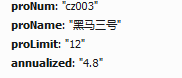 proNum: "cz003"
proName: "黑马三号"
proLimit: "12"
annualized: "4.8"